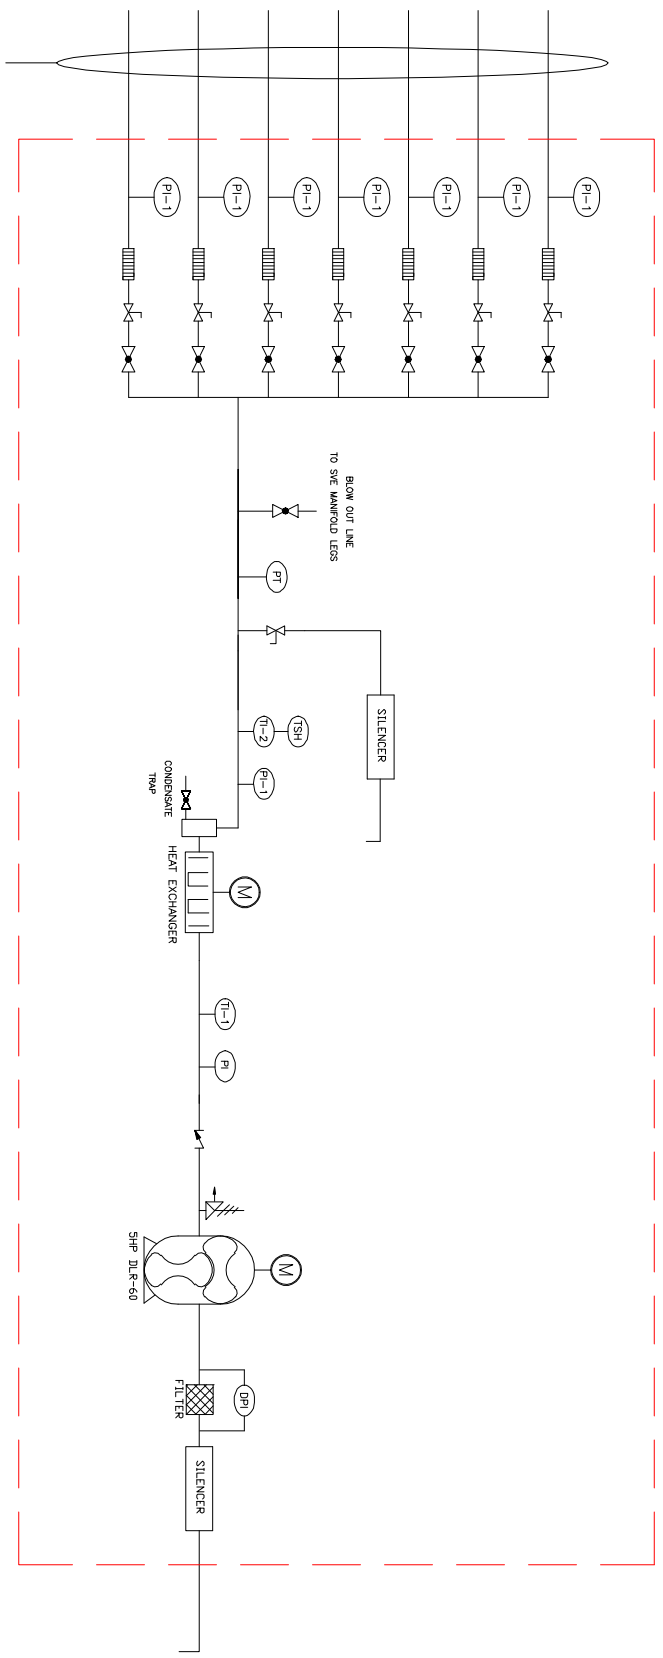 PI-1
PI-1
PI-1
PI-1
PI-1
PI-1
PI-1
BLOW OUT LINE
TO SVE MANIFOLD LEGS
PT
SILENCER
TI-2
TSH
PI-1
CONDENSATE
TRAP
HEAT EXCHANGER
M
TI-1
PI
M
5HP DLR-60
DPI
FILTER
SILENCER